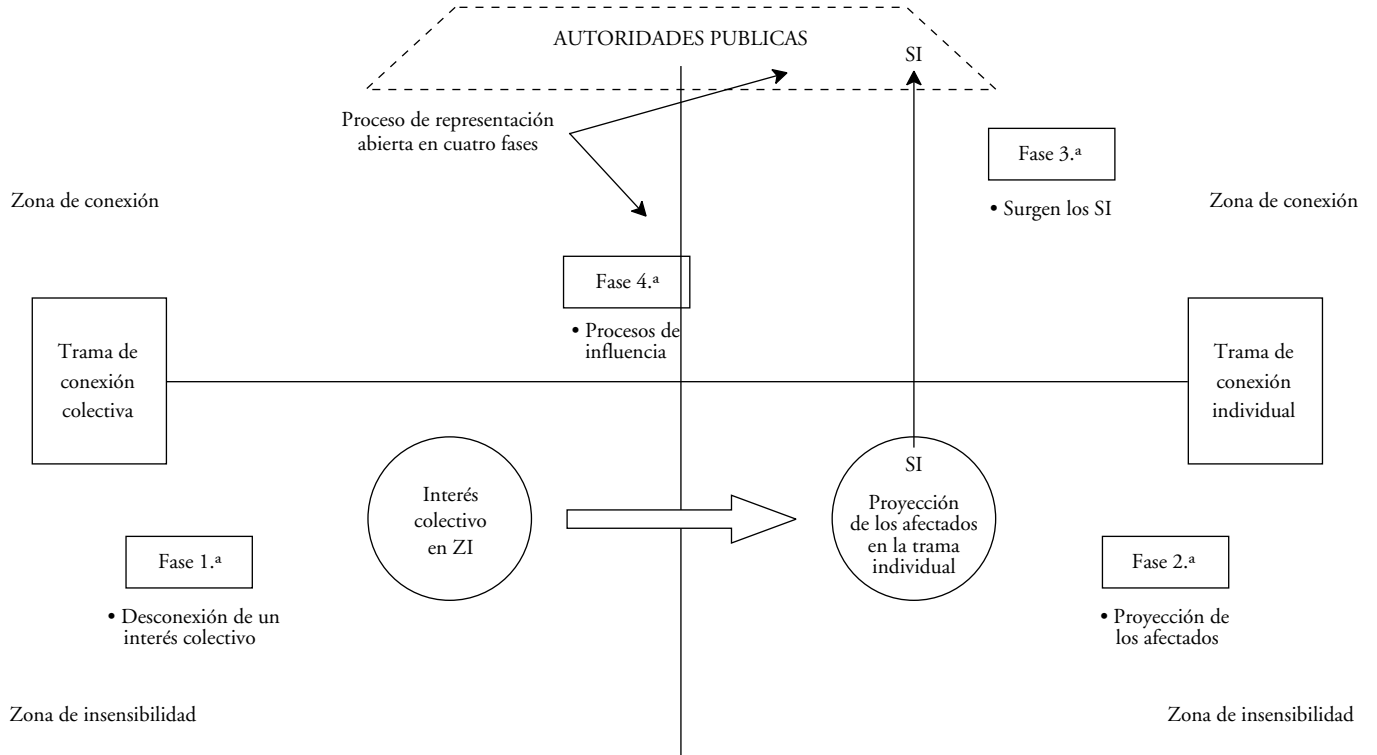 AUTORIDADES PUBLICAS
SI
Proceso de representación
abierta en cuatro fases
Fase 3.ª
• Surgen los SI
Zona de conexión
Zona de conexión
Fase 4.ª
• Procesos de
influencia
Trama de
conexión
colectiva
Trama de
conexión
individual
Interés
colectivo
en ZI
SI
Proyección
de los afectados
en la trama
individual
Fase 1.ª
• Desconexión de un
interés colectivo
Fase 2.ª
• Proyección de
los afectados
Zona de insensibilidad
Zona de insensibilidad